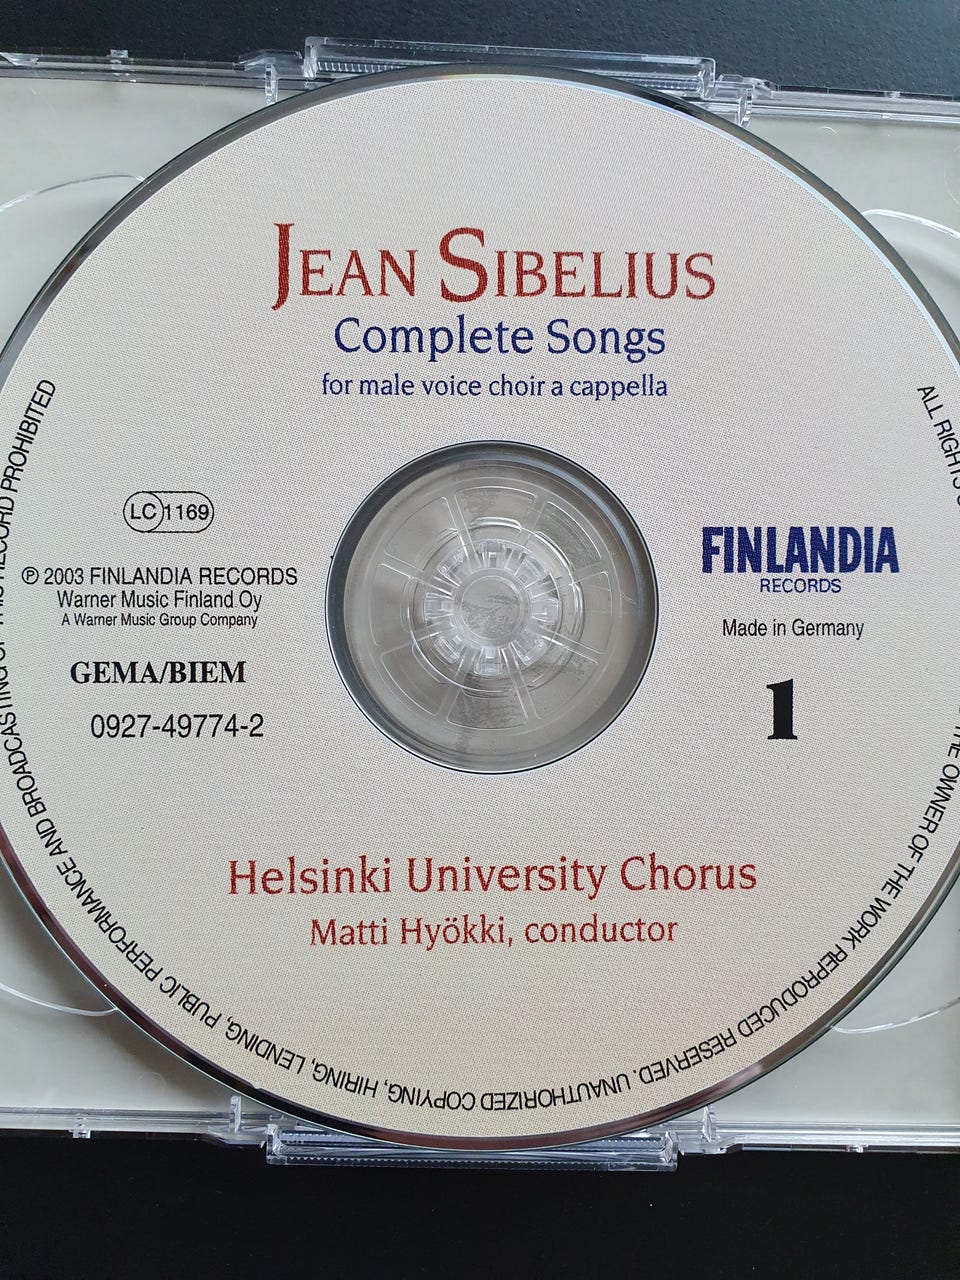 JEAN SIBELIUS
Complete Songs
for male voice choir a cappella
LC 1169
℗ 2003 FINLANDIA RECORDS
Warner Music Finland Oy
A Warner Music Group Company
GEMA/BIEM
0927-49774-2
FINLANDIA
RECORDS
Made in Germany
1
Helsinki University Chorus
Matti Hyökki, conductor
ALL RIGHTS
THE OWNER OF THE WORK REPRODUCED RESERVED. UNAUTHORIZED COPYING, HIRING, LENDING, PUBLIC PERFORMANCE AND BROADCASTING OF THIS RECORD PROHIBITED